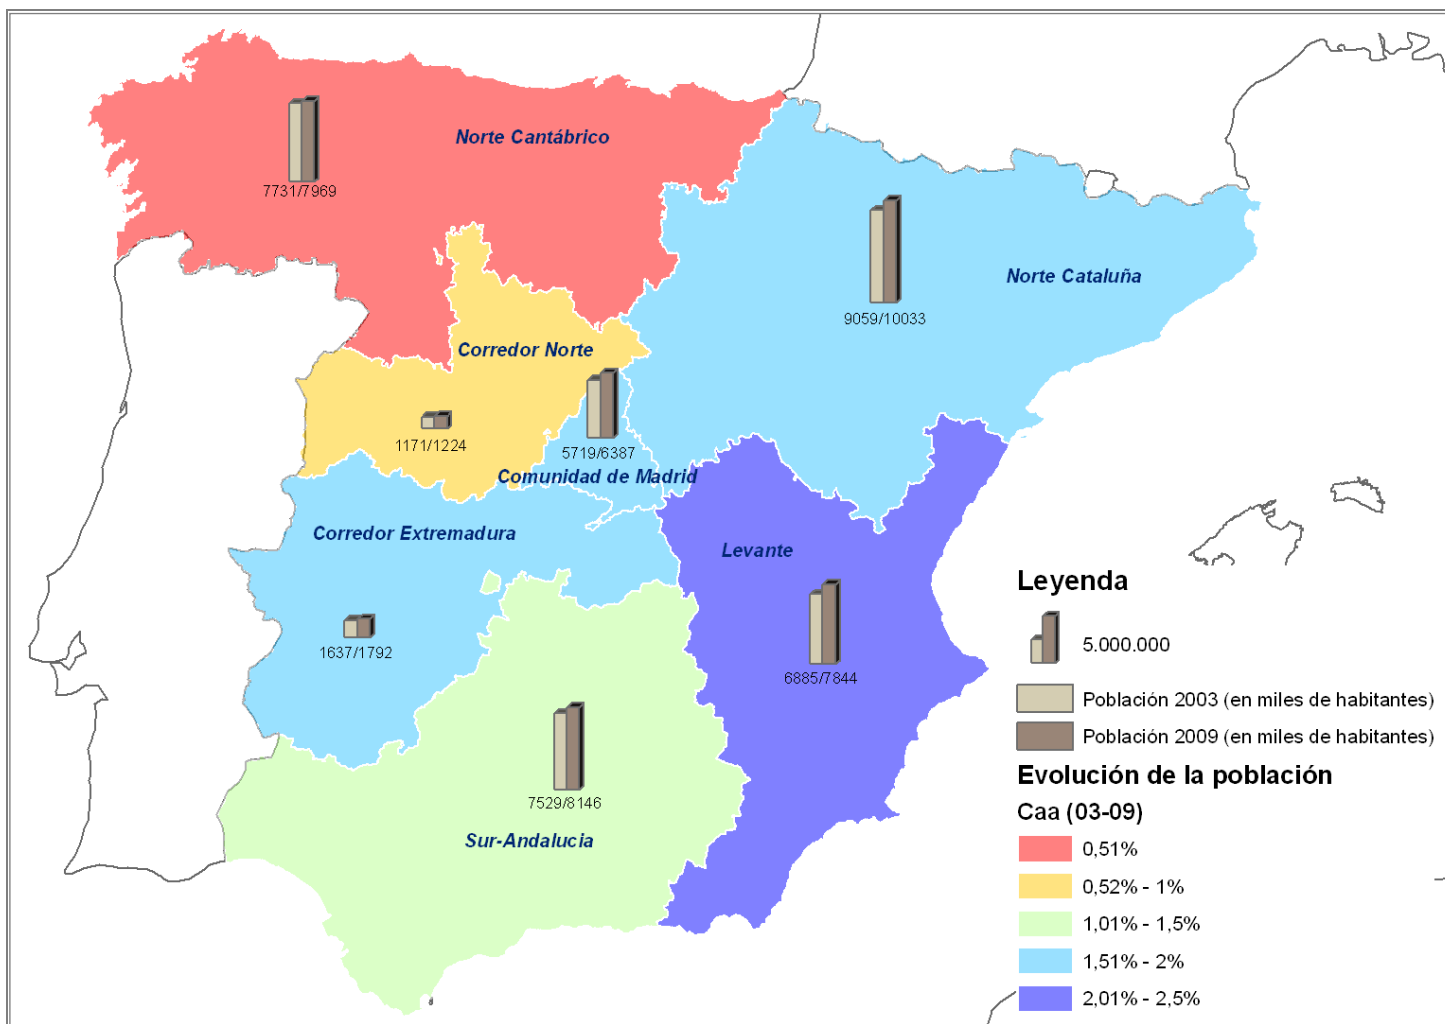 Norte Cantábrico
7731/7969
Norte Cataluña
9059/10033
Corredor Norte
1171/1224
5719/6387
Comunidad de Madrid
Corredor Extremadura
1637/1792
Levante
6885/7844
7529/8146
Sur-Andalucia
Leyenda
5.000.000
Población 2003 (en miles de habitantes)
Población 2009 (en miles de habitantes)
Evolución de la población
Caa (03-09)
0,51%
0,52% - 1%
1,01% - 1,5%
1,51% - 2%
2,01% - 2,5%